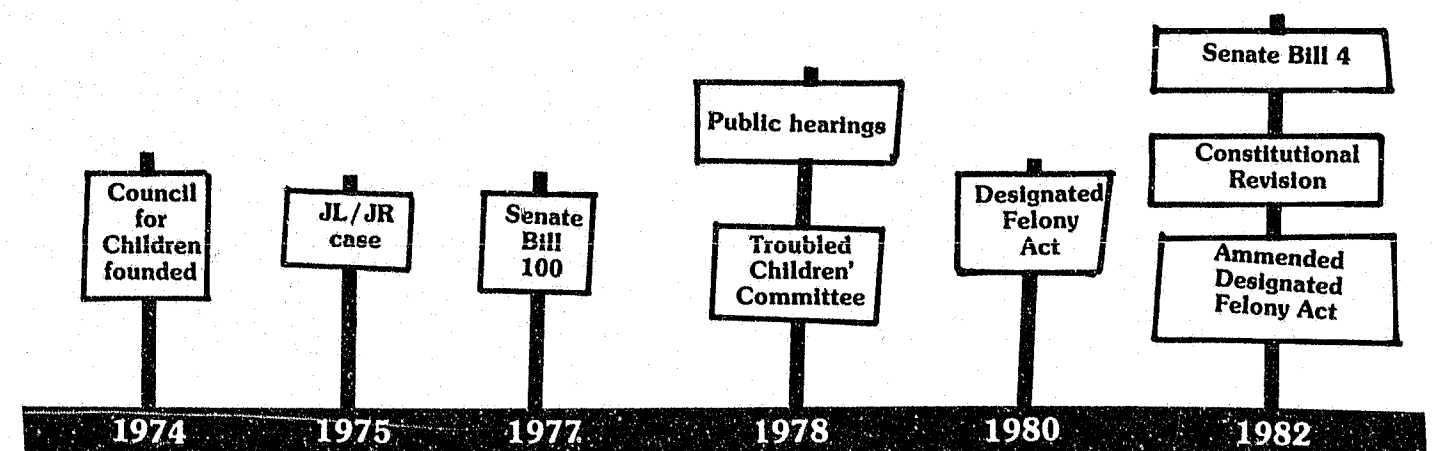 Council
for
Children
founded
JL/JR
case
Senate
Bill
100
Public hearings
Troubled
Children'
Committee
Designated
Felony
Act
Senate Bill 4
Constitutional
Revision
Ammended
Designated
Felony Act
1974
1975
1977
1978
1980
1982